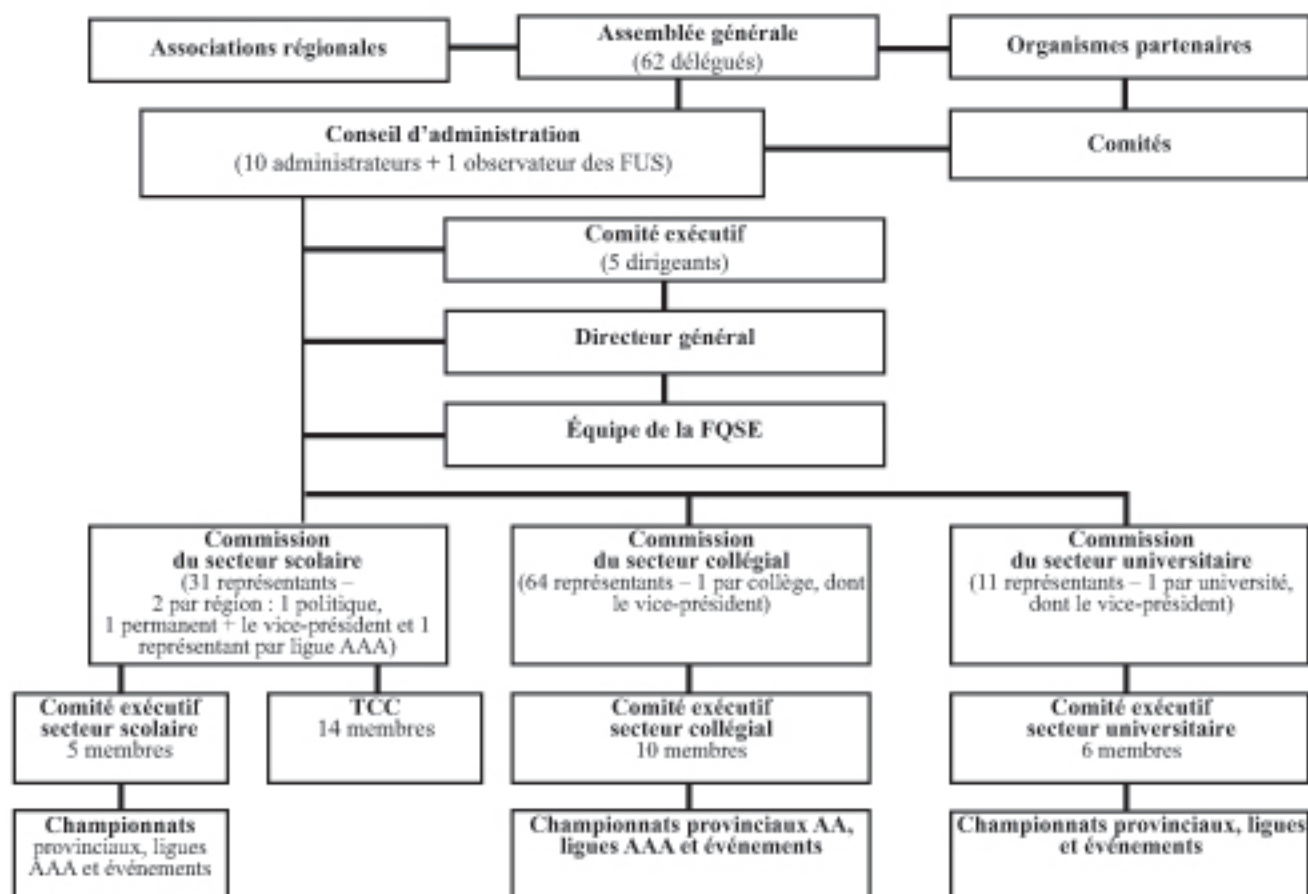 Associations régionales
Assemblée générale
(62 délégués)
Organismes partenaires
Conseil d'administration
(10 administrateurs + 1 observateur des FUS)
Comités
Comité exécutif
(5 dirigeants)
Directeur général
Équipe de la FQSE
Commission
du secteur scolaire
(31 représentants –
2 par région : 1 politique,
1 permanent + le vice-président et 1
représentant par ligue AAA)
Commission
du secteur collégial
(64 représentants – 1 par collège, dont
le vice-président)
Commission
du secteur universitaire
(11 représentants – 1 par université,
dont le vice-président)
Comité exécutif
secteur scolaire
5 membres
TCC
14 membres
Comité exécutif
secteur collégial
10 membres
Comité exécutif
secteur universitaire
6 membres
Championnats
provinciaux, ligues
AAA et événements
Championnats provinciaux AA,
ligues AAA et événements
Championnats provinciaux, ligues
et événements